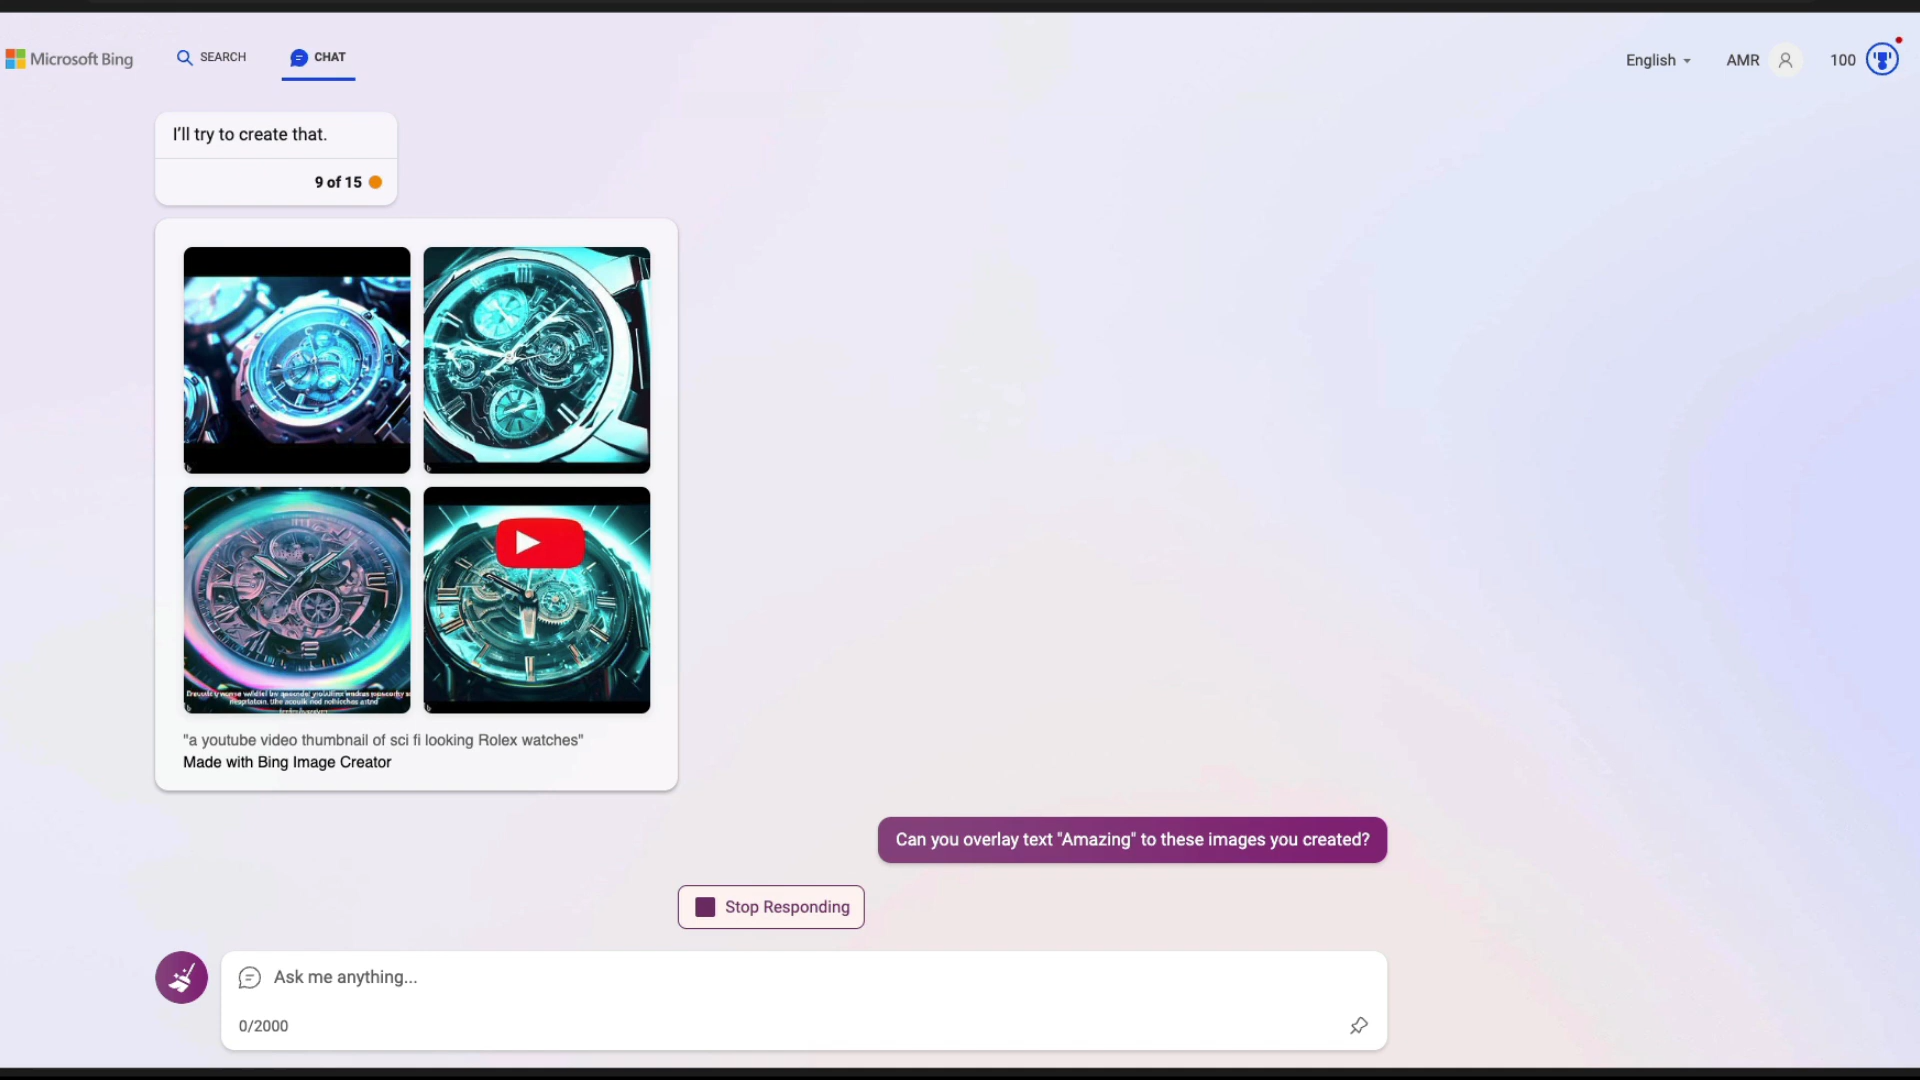 Microsoft Bing
SEARCH
CHAT
English
AMR
100
I'll try to create that.
9 of 15
"a youtube video thumbnail of sci fi looking Rolex watches"
Made with Bing Image Creator
Can you overlay text "Amazing" to these images you created?
Stop Responding
Ask me anything...
0/2000